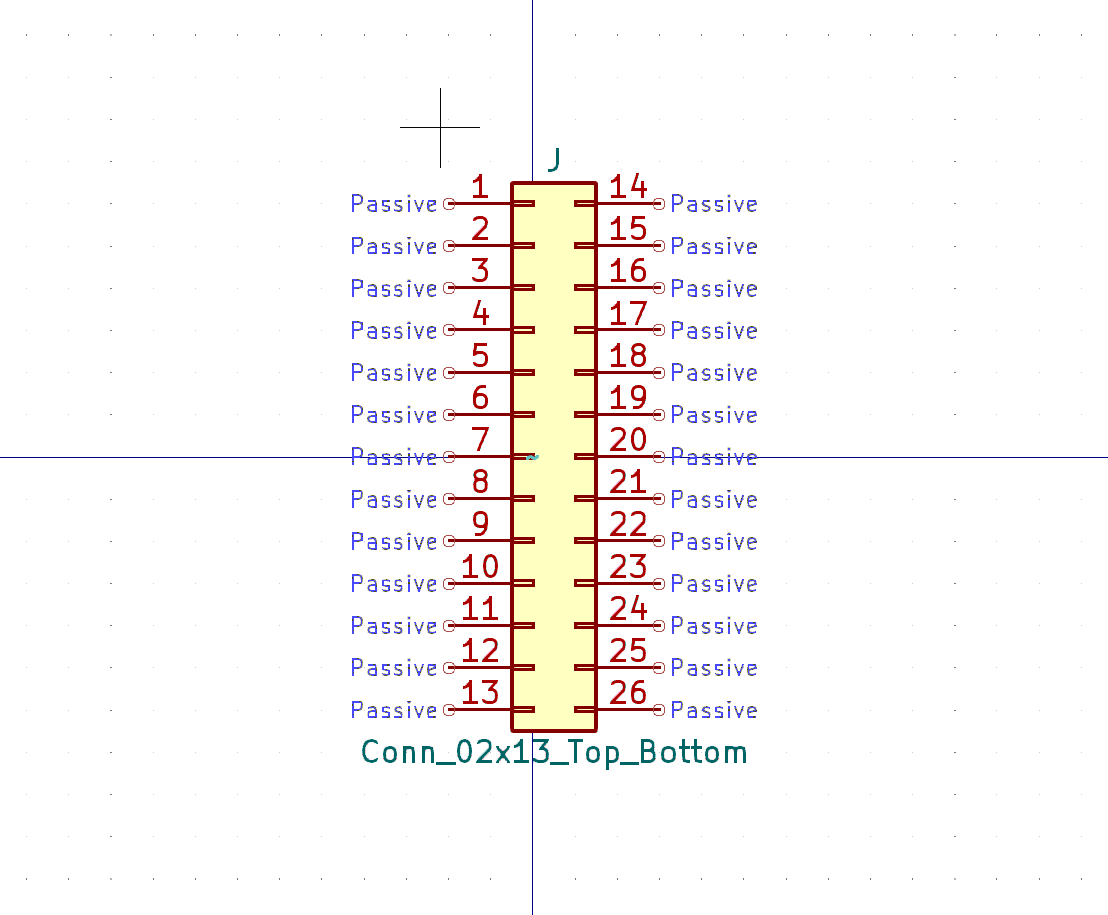 J
Passive 1 14 Passive
Passive 2 15 Passive
Passive 3 16 Passive
Passive 4 17 Passive
Passive 5 18 Passive
Passive 6 19 Passive
Passive 7 20 Passive
Passive 8 21 Passive
Passive 9 22 Passive
Passive 10 23 Passive
Passive 11 24 Passive
Passive 12 25 Passive
Passive 13 26 Passive
Conn_02x13_Top_Bottom